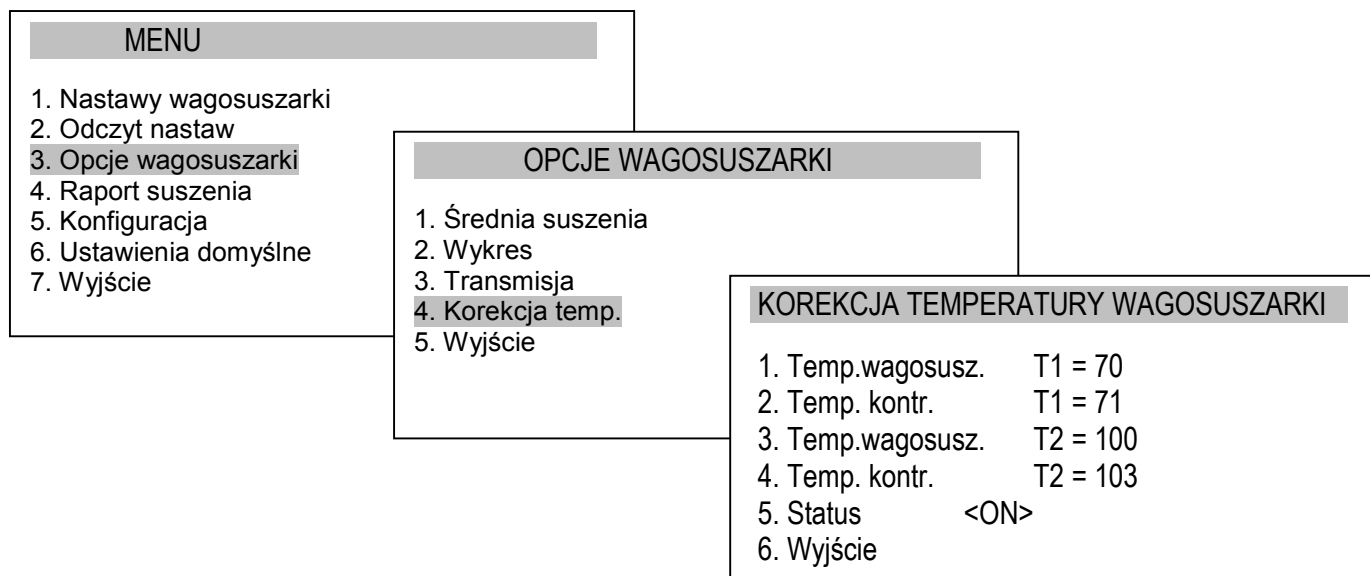 MENU
1. Nastawy wagosuszarki
2. Odczyt nastaw
3. Opcje wagosuszarki
4. Raport suszenia
5. Konfiguracja
6. Ustawienia domyślne
7. Wyjście
OPCJE WAGOSUSZARKI
1. Średnia suszenia
2. Wykres
3. Transmisja
4. Korekcja temp.
5. Wyjście
KOREKCJA TEMPERATURY WAGOSUSZARKI
1. Temp.wagosusz. T1 = 70
2. Temp. kontr. T1 = 71
3. Temp.wagosusz. T2 = 100
4. Temp. kontr. T2 = 103
5. Status <ON>
6. Wyjście